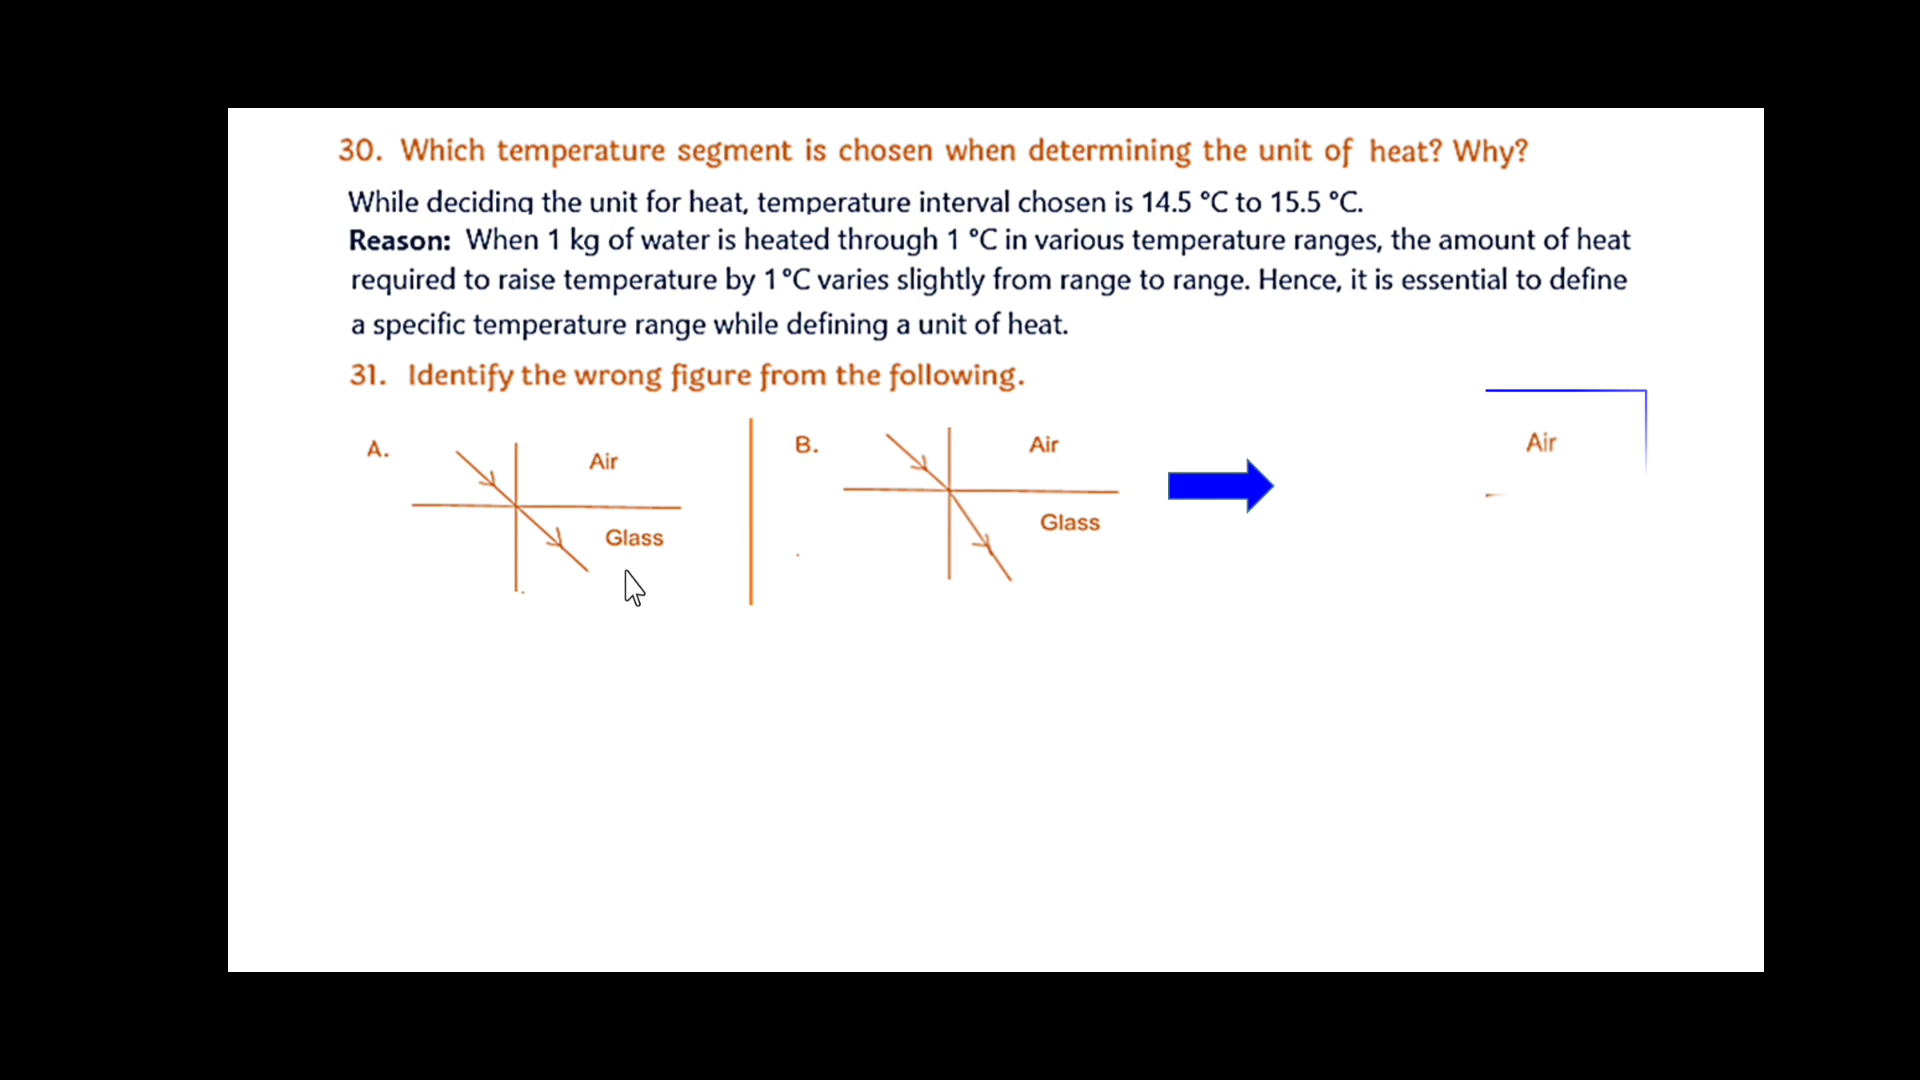 30. Which temperature segment is chosen when determining the unit of heat? Why?
While deciding the unit for heat, temperature interval chosen is 14.5 °C to 15.5 °C.
Reason: When 1 kg of water is heated through 1 °C in various temperature ranges, the amount of heat
required to raise temperature by 1 °C varies slightly from range to range. Hence, it is essential to define
a specific temperature range while defining a unit of heat.
31. Identify the wrong figure from the following.
A.
Air
Glass
B.
Air
Glass
Air